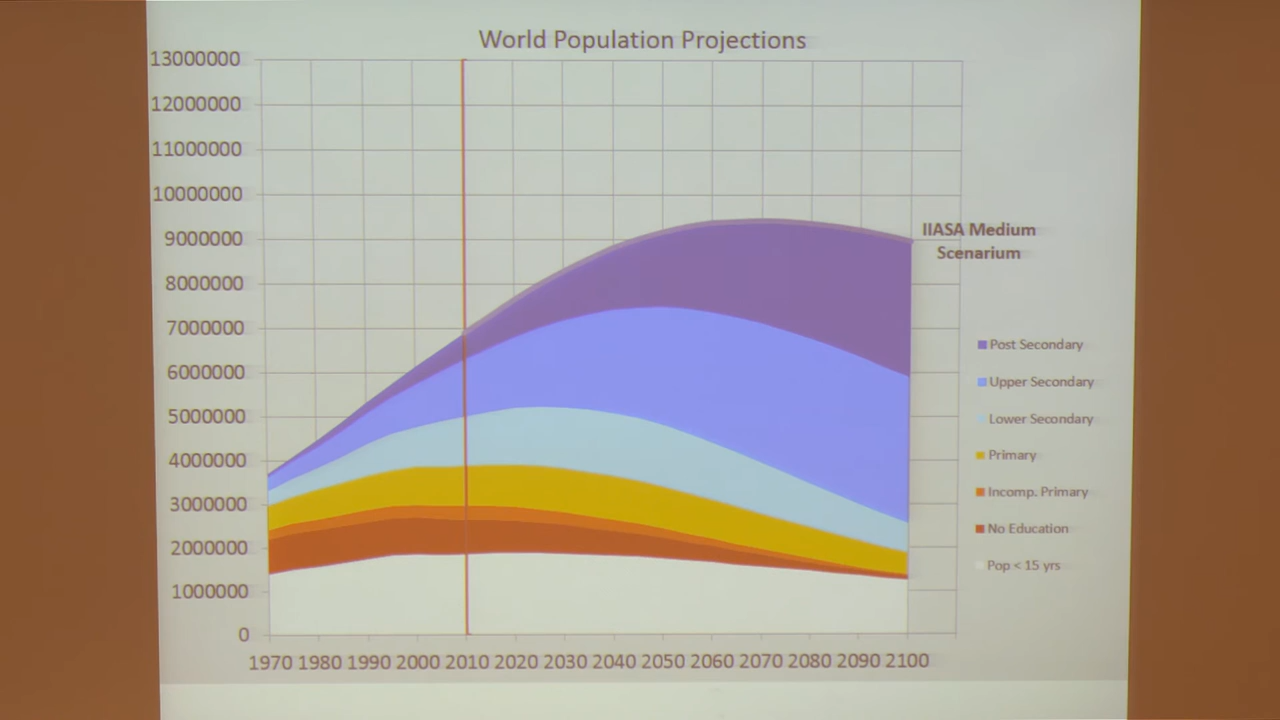 World Population Projections
13000000
12000000
11000000
10000000
9000000
8000000
7000000
6000000
5000000
4000000
3000000
2000000
1000000
0
1970 1980 1990 2000 2010 2020 2030 2040 2050 2060 2070 2080 2090 2100
IIASA Medium
Scenarium
Post Secondary
Upper Secondary
Lower Secondary
Primary
Incomp. Primary
No Education
Pop < 15 yrs